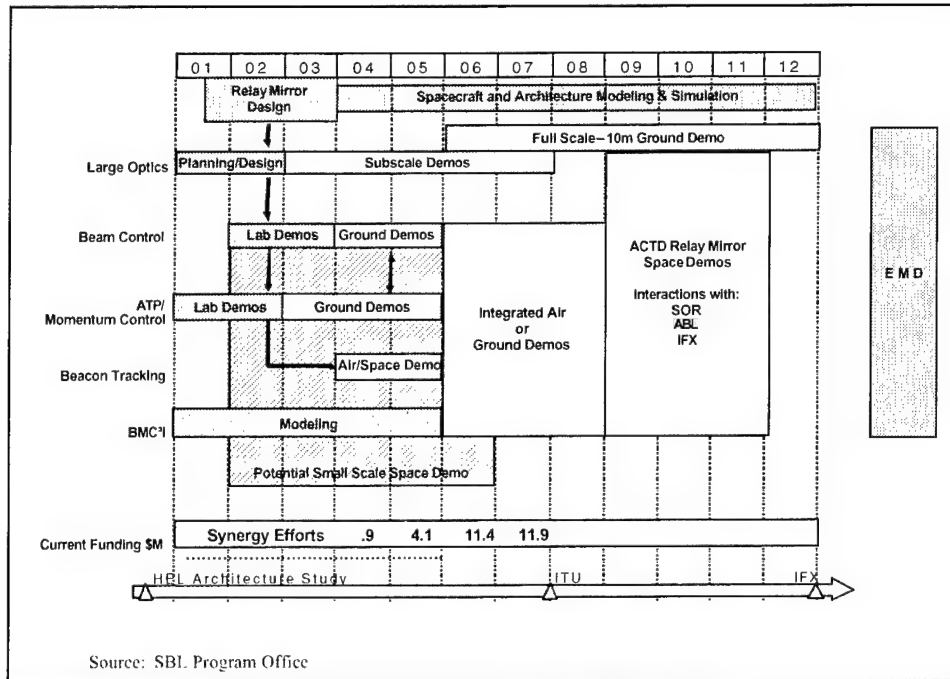 01 02 03 04 05 06 07 08 09 10 11 12
Relay Mirror
Design
Spacecraft and Architecture Modeling & Simulation
Full Scale–10m Ground Demo
Large Optics
Planning/Design
Subscale Demos
Beam Control
Lab Demos
Ground Demos
ACTD Relay Mirror
Space Demos
Interactions with:
SOR
ABL
IFX
EMD
ATP/
Momentum Control
Lab Demos
Ground Demos
Integrated Air
or
Ground Demos
Beacon Tracking
Air/Space Demo
BMC³I
Modeling
Potential Small Scale Space Demo
Current Funding $M
Synergy Efforts .9 4.1 11.4 11.9
Architecture Study
ITU
IFX
Source: SBL Program Office